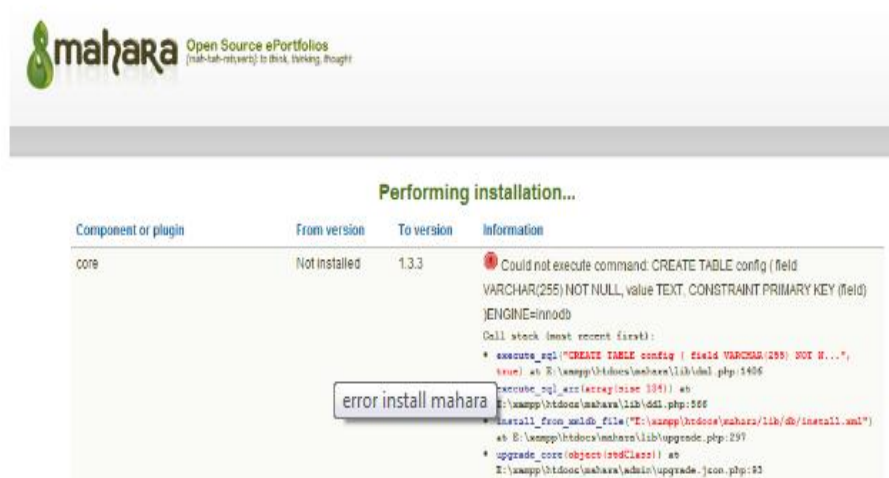 mahara Open Source ePortfolios
(mah-hah-rah,verb): to think, thinking, thought
Performing installation...
Component or plugin From version To version Information
core Not installed 1.3.3 Could not execute command: CREATE TABLE config ( field
VARCHAR(255) NOT NULL, value TEXT, CONSTRAINT PRIMARY KEY (field)
)ENGINE=innodb
Call stack (most recent first):
execute_sql("CREATE TABLE config ( field VARCHAR(255) NOT N...",
true) at E:\xampp\htdocs\mahara\lib\dml.php:1406
execute_sql_arr(array(size 104)) at
E:\xampp\htdocs\mahara\lib\ddl.php:566
install_from_xmldb_file("E:\xampp\htdocs\mahara/lib/db/install.xml")
at E:\xampp\htdocs\mahara\lib\upgrade.php:297
upgrade_core(object(stdClass)) at
E:\xampp\htdocs\mahara\admin\upgrade.json.php:93
error install mahara